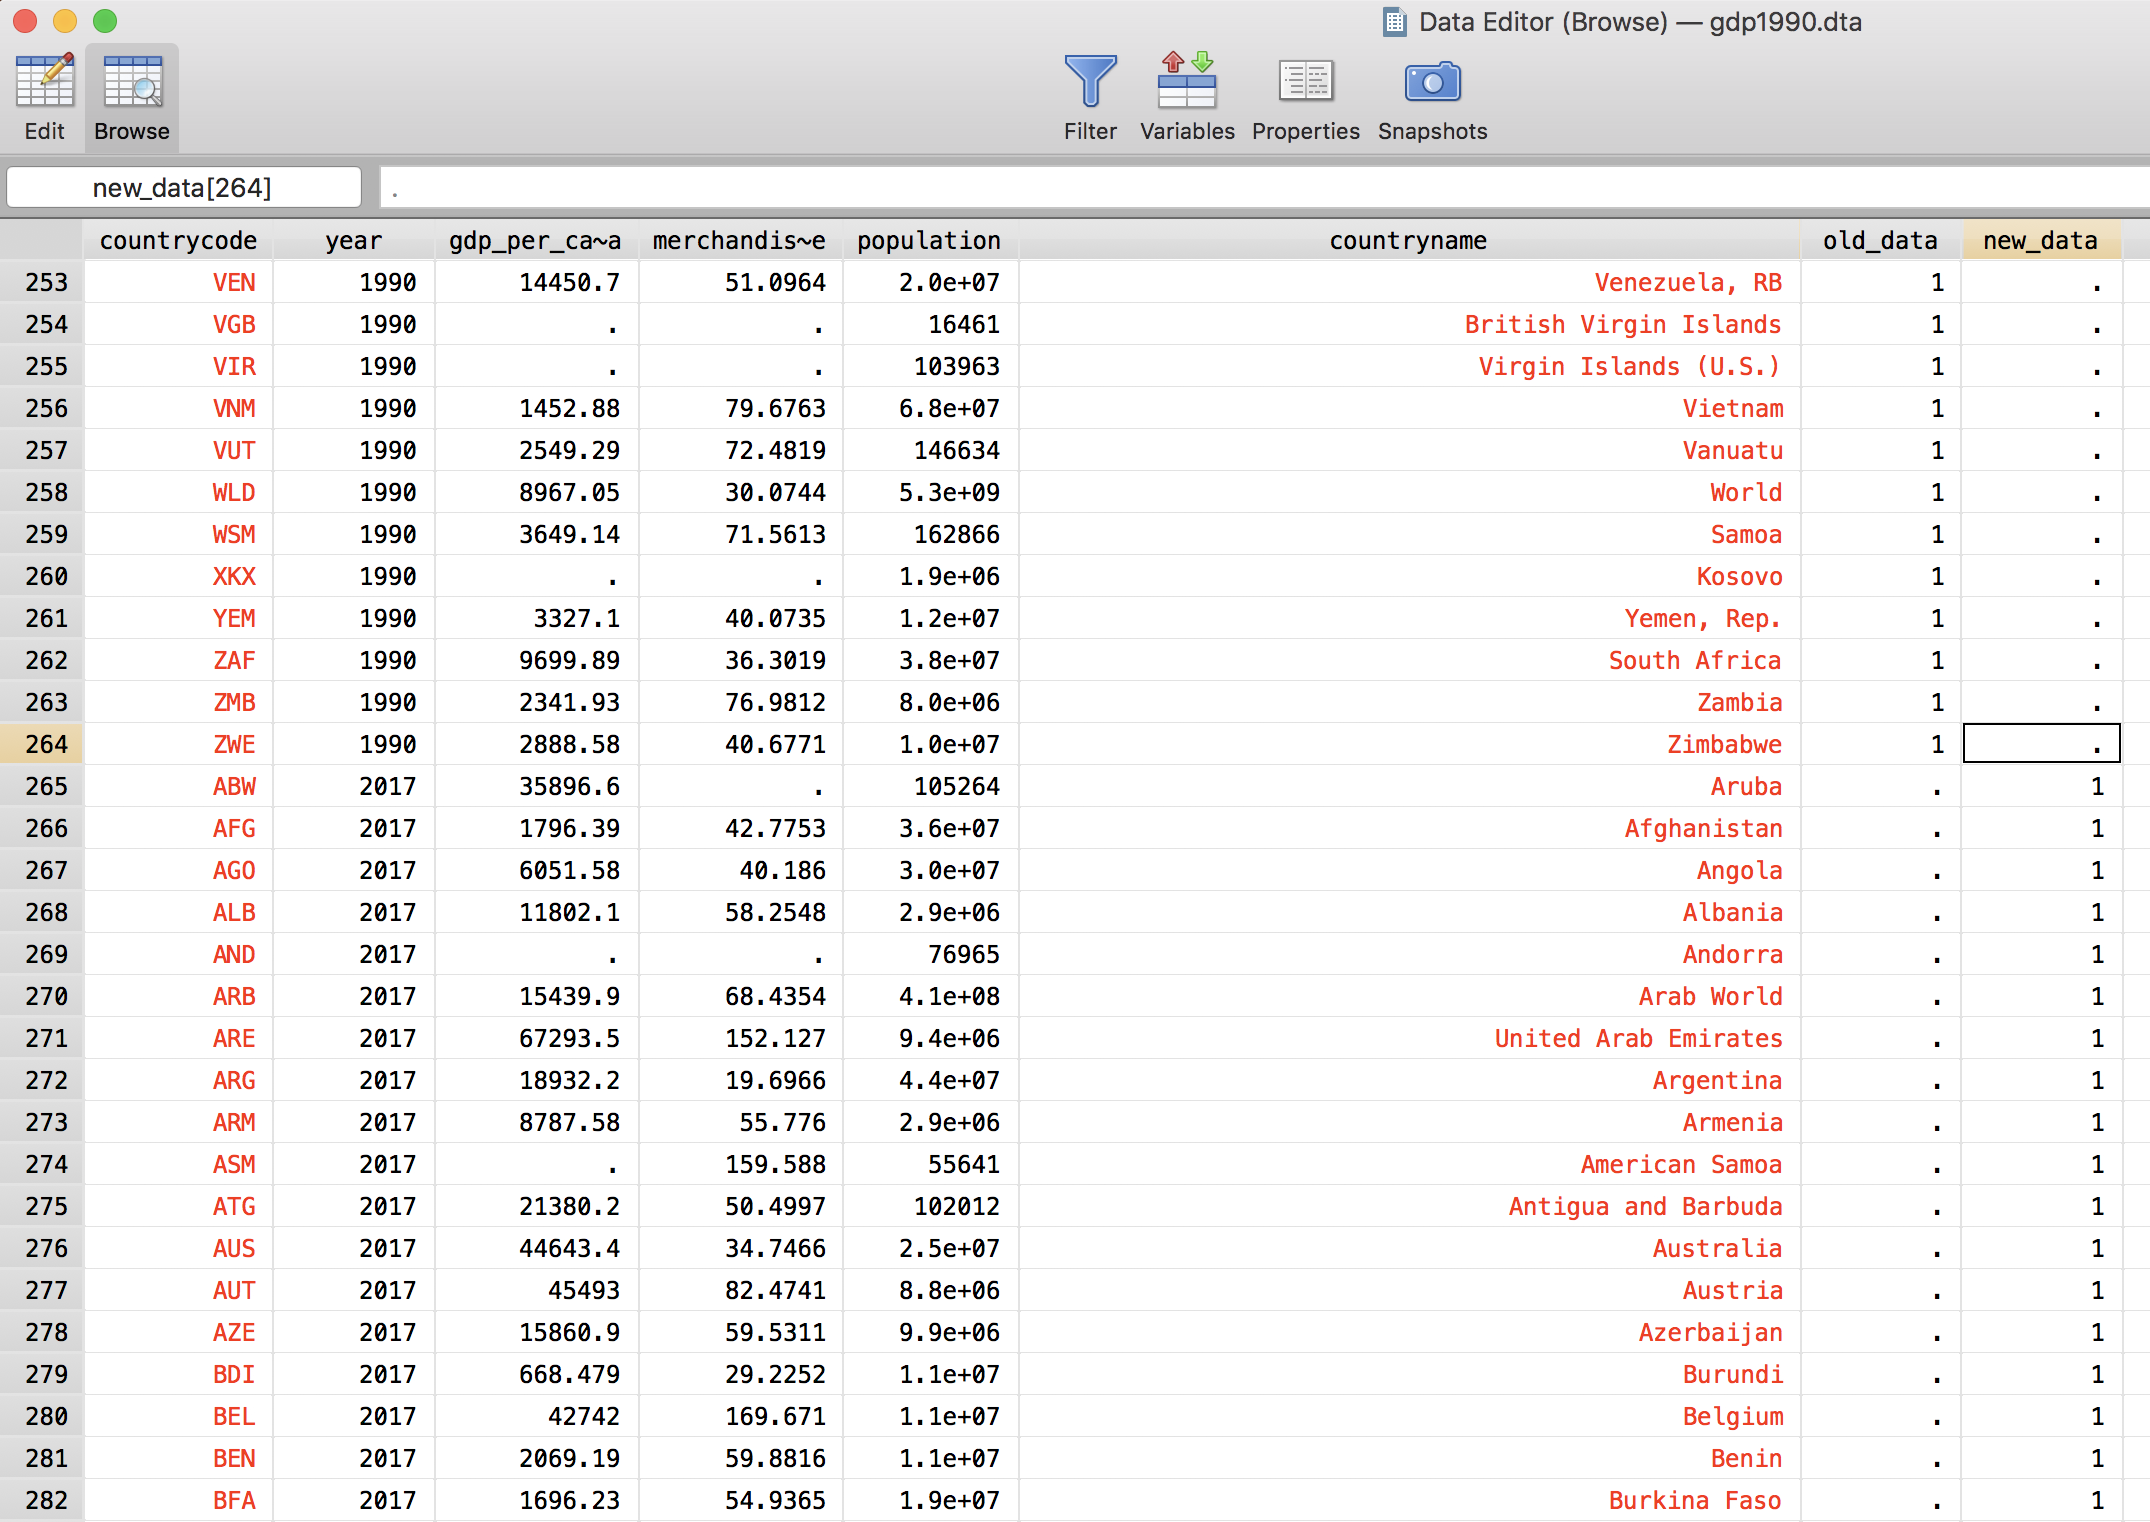 Data Editor (Browse) — gdp1990.dta
Edit Browse Filter Variables Properties Snapshots
new_data[264] .
countrycode year gdp_per_ca~a merchandis~e population countryname old_data new_data
253 VEN 1990 14450.7 51.0964 2.0e+07 Venezuela, RB 1 .
254 VGB 1990 . . 16461 British Virgin Islands 1 .
255 VIR 1990 . . 103963 Virgin Islands (U.S.) 1 .
256 VNM 1990 1452.88 79.6763 6.8e+07 Vietnam 1 .
257 VUT 1990 2549.29 72.4819 146634 Vanuatu 1 .
258 WLD 1990 8967.05 30.0744 5.3e+09 World 1 .
259 WSM 1990 3649.14 71.5613 162866 Samoa 1 .
260 XKX 1990 . . 1.9e+06 Kosovo 1 .
261 YEM 1990 3327.1 40.0735 1.2e+07 Yemen, Rep. 1 .
262 ZAF 1990 9699.89 36.3019 3.8e+07 South Africa 1 .
263 ZMB 1990 2341.93 76.9812 8.0e+06 Zambia 1 .
264 ZWE 1990 2888.58 40.6771 1.0e+07 Zimbabwe 1 .
265 ABW 2017 35896.6 . 105264 Aruba . 1
266 AFG 2017 1796.39 42.7753 3.6e+07 Afghanistan . 1
267 AGO 2017 6051.58 40.186 3.0e+07 Angola . 1
268 ALB 2017 11802.1 58.2548 2.9e+06 Albania . 1
269 AND 2017 . . 76965 Andorra . 1
270 ARB 2017 15439.9 68.4354 4.1e+08 Arab World . 1
271 ARE 2017 67293.5 152.127 9.4e+06 United Arab Emirates . 1
272 ARG 2017 18932.2 19.6966 4.4e+07 Argentina . 1
273 ARM 2017 8787.58 55.776 2.9e+06 Armenia . 1
274 ASM 2017 . 159.588 55641 American Samoa . 1
275 ATG 2017 21380.2 50.4997 102012 Antigua and Barbuda . 1
276 AUS 2017 44643.4 34.7466 2.5e+07 Australia . 1
277 AUT 2017 45493 82.4741 8.8e+06 Austria . 1
278 AZE 2017 15860.9 59.5311 9.9e+06 Azerbaijan . 1
279 BDI 2017 668.479 29.2252 1.1e+07 Burundi . 1
280 BEL 2017 42742 169.671 1.1e+07 Belgium . 1
281 BEN 2017 2069.19 59.8816 1.1e+07 Benin . 1
282 BFA 2017 1696.23 54.9365 1.9e+07 Burkina Faso . 1